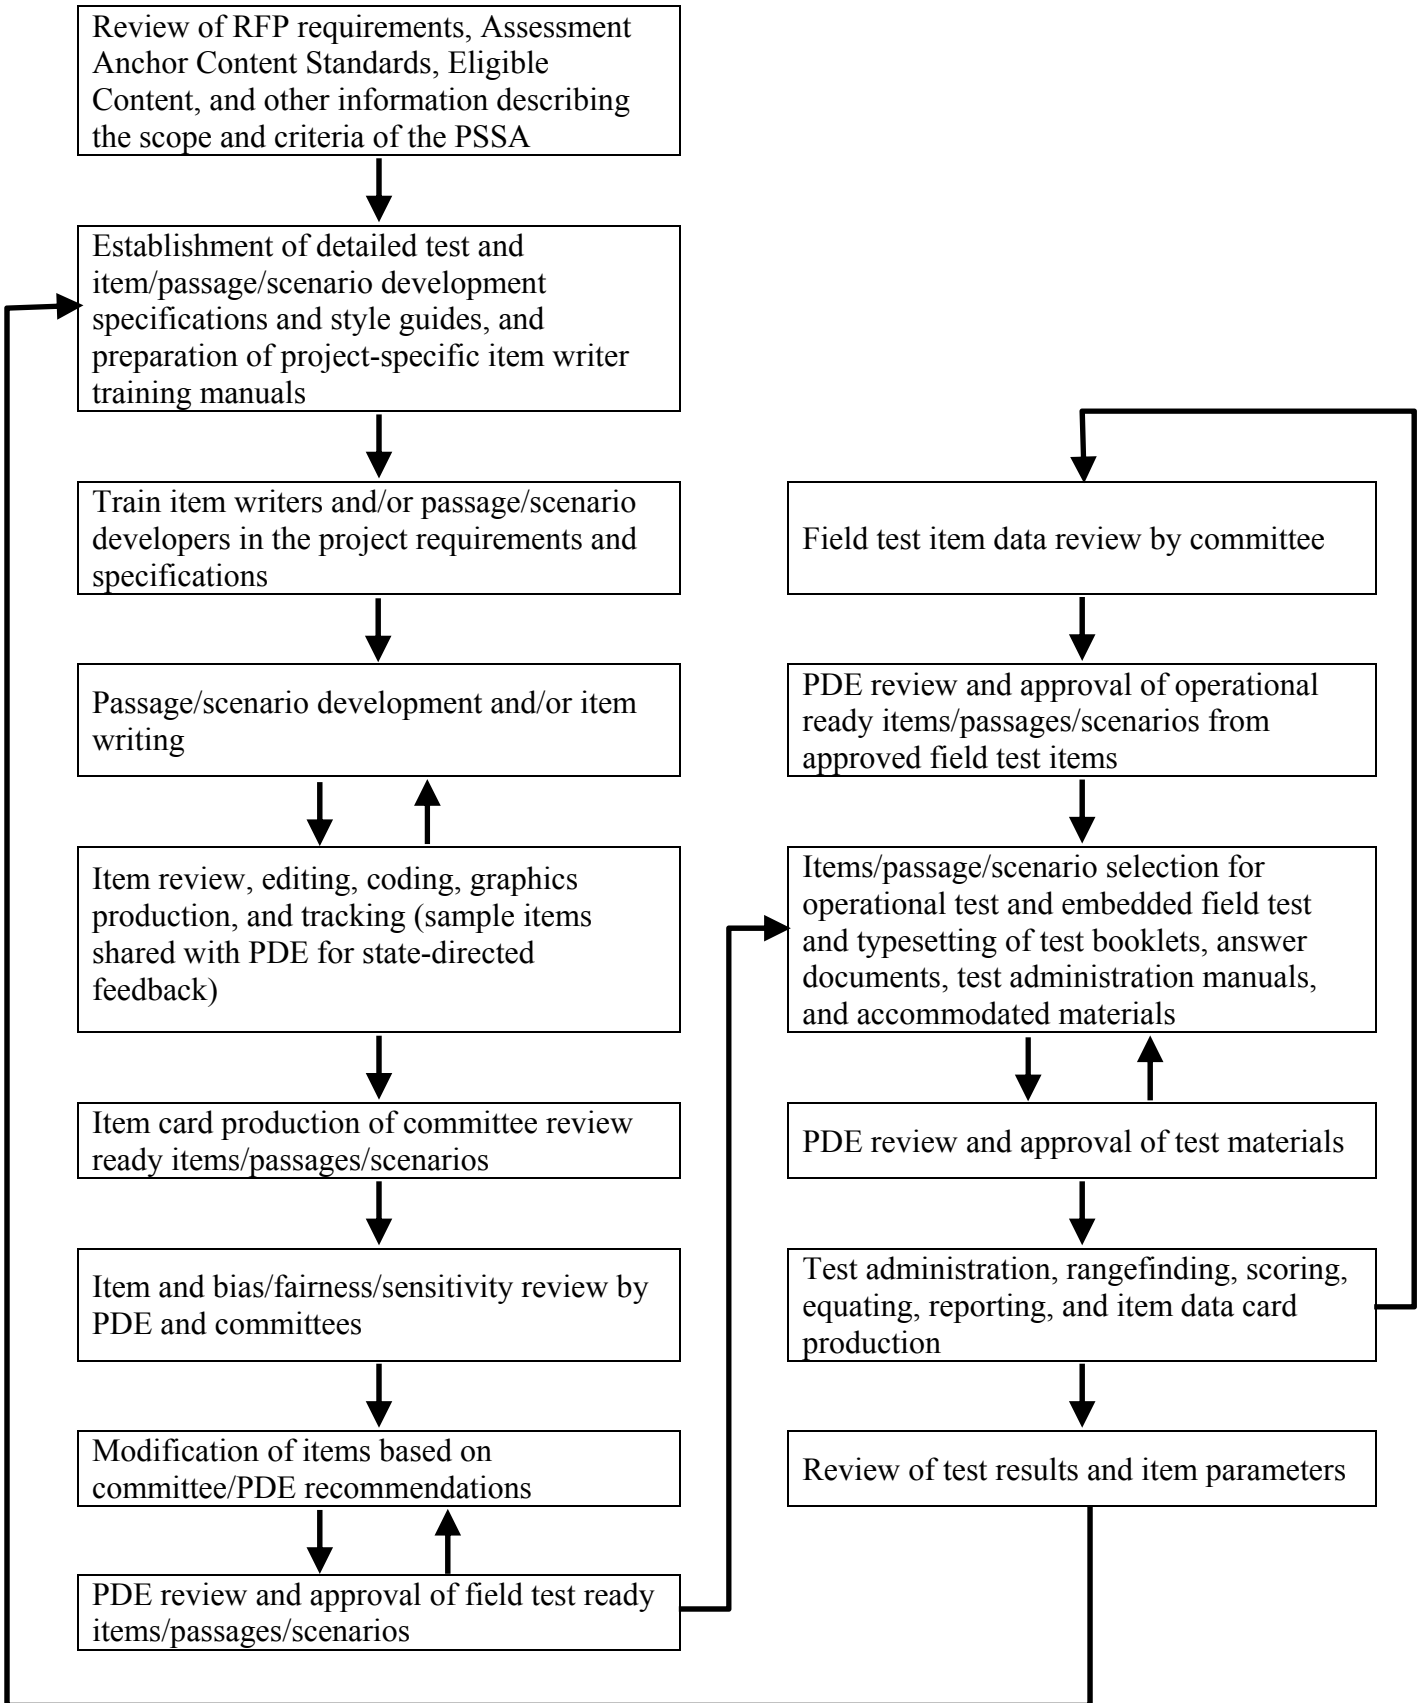 Review of RFP requirements, Assessment
Anchor Content Standards, Eligible
Content, and other information describing
the scope and criteria of the PSSA
Establishment of detailed test and
item/passage/scenario development
specifications and style guides, and
preparation of project-specific item writer
training manuals
Train item writers and/or passage/scenario
developers in the project requirements and
specifications
Passage/scenario development and/or item
writing
Item review, editing, coding, graphics
production, and tracking (sample items
shared with PDE for state-directed
feedback)
Item card production of committee review
ready items/passages/scenarios
Item and bias/fairness/sensitivity review by
PDE and committees
Modification of items based on
committee/PDE recommendations
PDE review and approval of field test ready
items/passages/scenarios
Field test item data review by committee
PDE review and approval of operational
ready items/passages/scenarios from
approved field test items
Items/passage/scenario selection for
operational test and embedded field test
and typesetting of test booklets, answer
documents, test administration manuals,
and accommodated materials
PDE review and approval of test materials
Test administration, rangefinding, scoring,
equating, reporting, and item data card
production
Review of test results and item parameters